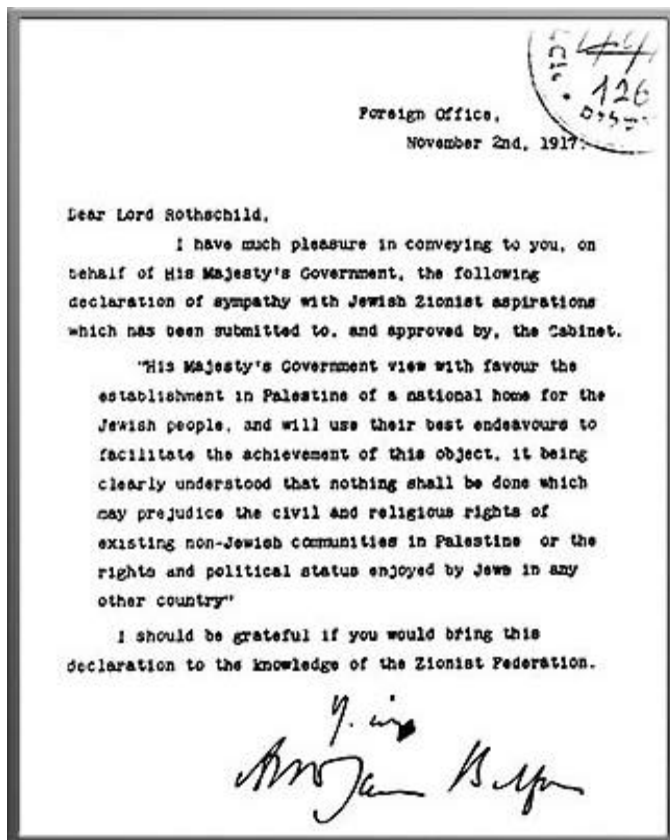 126
Foreign Office,
November 2nd, 1917.
Dear Lord Rothschild,
I have much pleasure in conveying to you, on
behalf of His Majesty's Government, the following
declaration of sympathy with Jewish Zionist aspirations
which has been submitted to, and approved by, the Cabinet.
"His Majesty's Government view with favour the
establishment in Palestine of a national home for the
Jewish people, and will use their best endeavours to
facilitate the achievement of this object, it being
clearly understood that nothing shall be done which
may prejudice the civil and religious rights of
existing non-Jewish communities in Palestine or the
rights and political status enjoyed by Jews in any
other country"
I should be grateful if you would bring this
declaration to the knowledge of the Zionist Federation.